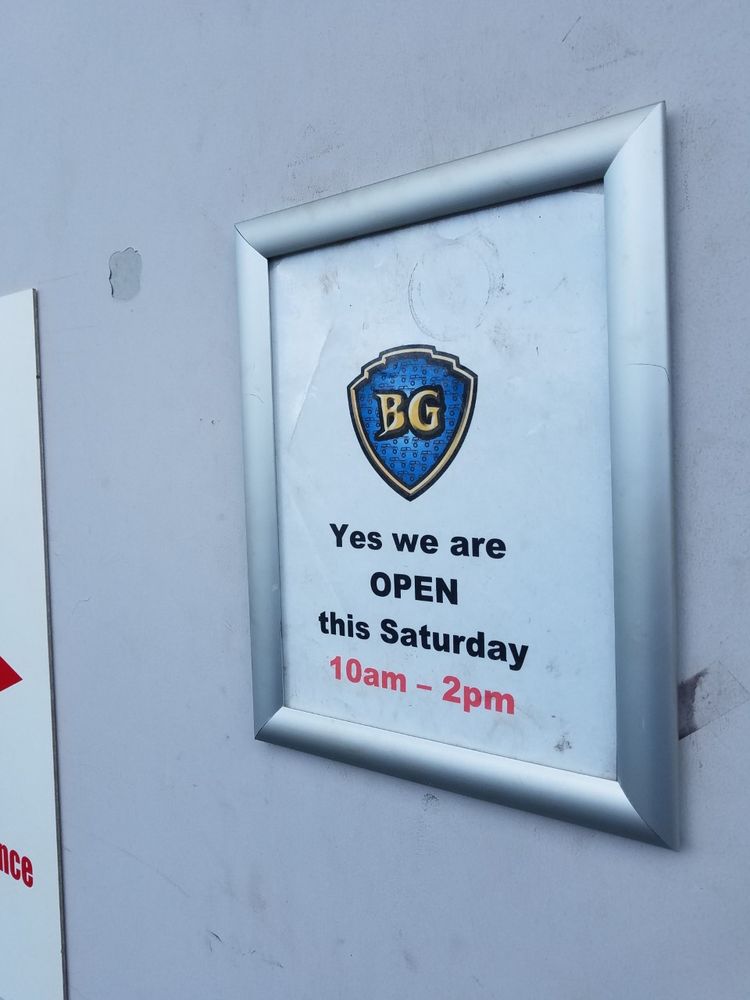 BG
Yes we are
OPEN
this Saturday
10am – 2pm
nce